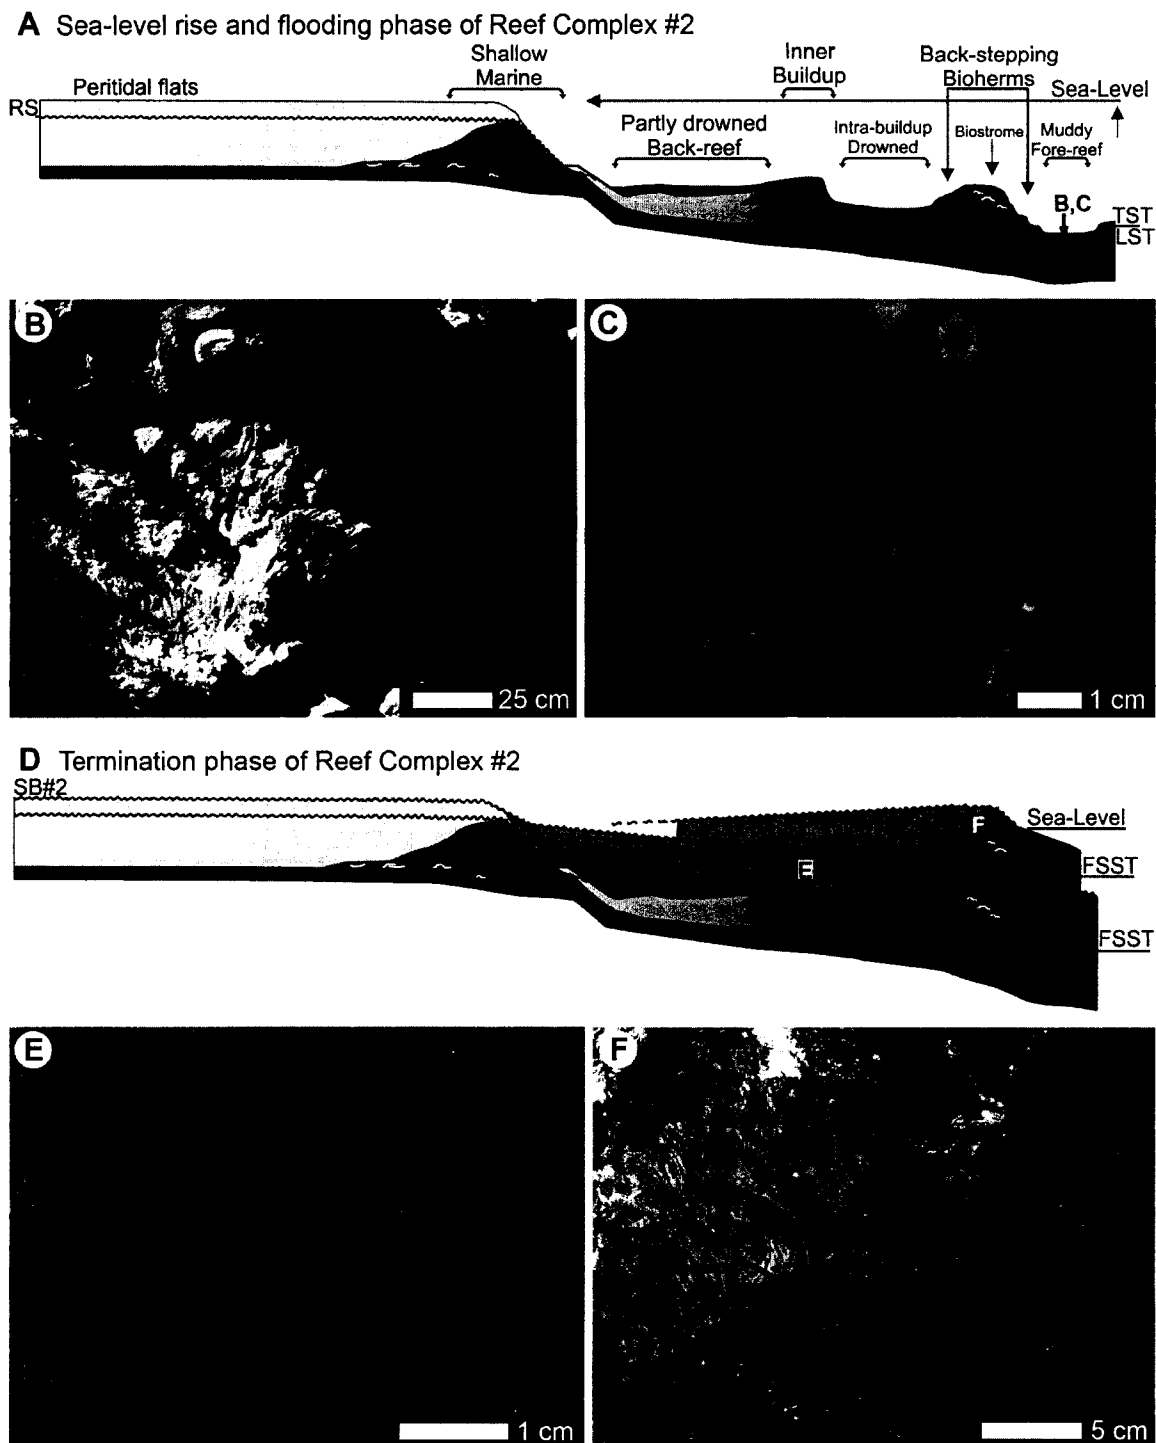 A Sea-level rise and flooding phase of Reef Complex #2
Shallow
Marine
Inner
Buildup
Back-stepping
Bioherms
Peritidal flats
Sea-Level
RS
Partly drowned
Back-reef
Intra-buildup
Drowned
Biostrome
Muddy
Fore-reef
B,C
TST
LST
B
C
25 cm
1 cm
D Termination phase of Reef Complex #2
SB#2
F
Sea-Level
E
FSST
FSST
E
F
1 cm
5 cm